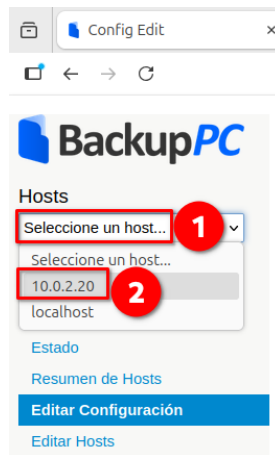 Config Edit
BackupPC
Hosts
Seleccione un host...
1
Seleccione un host...
10.0.2.20
2
localhost
Estado
Resumen de Hosts
Editar Configuración
Editar Hosts